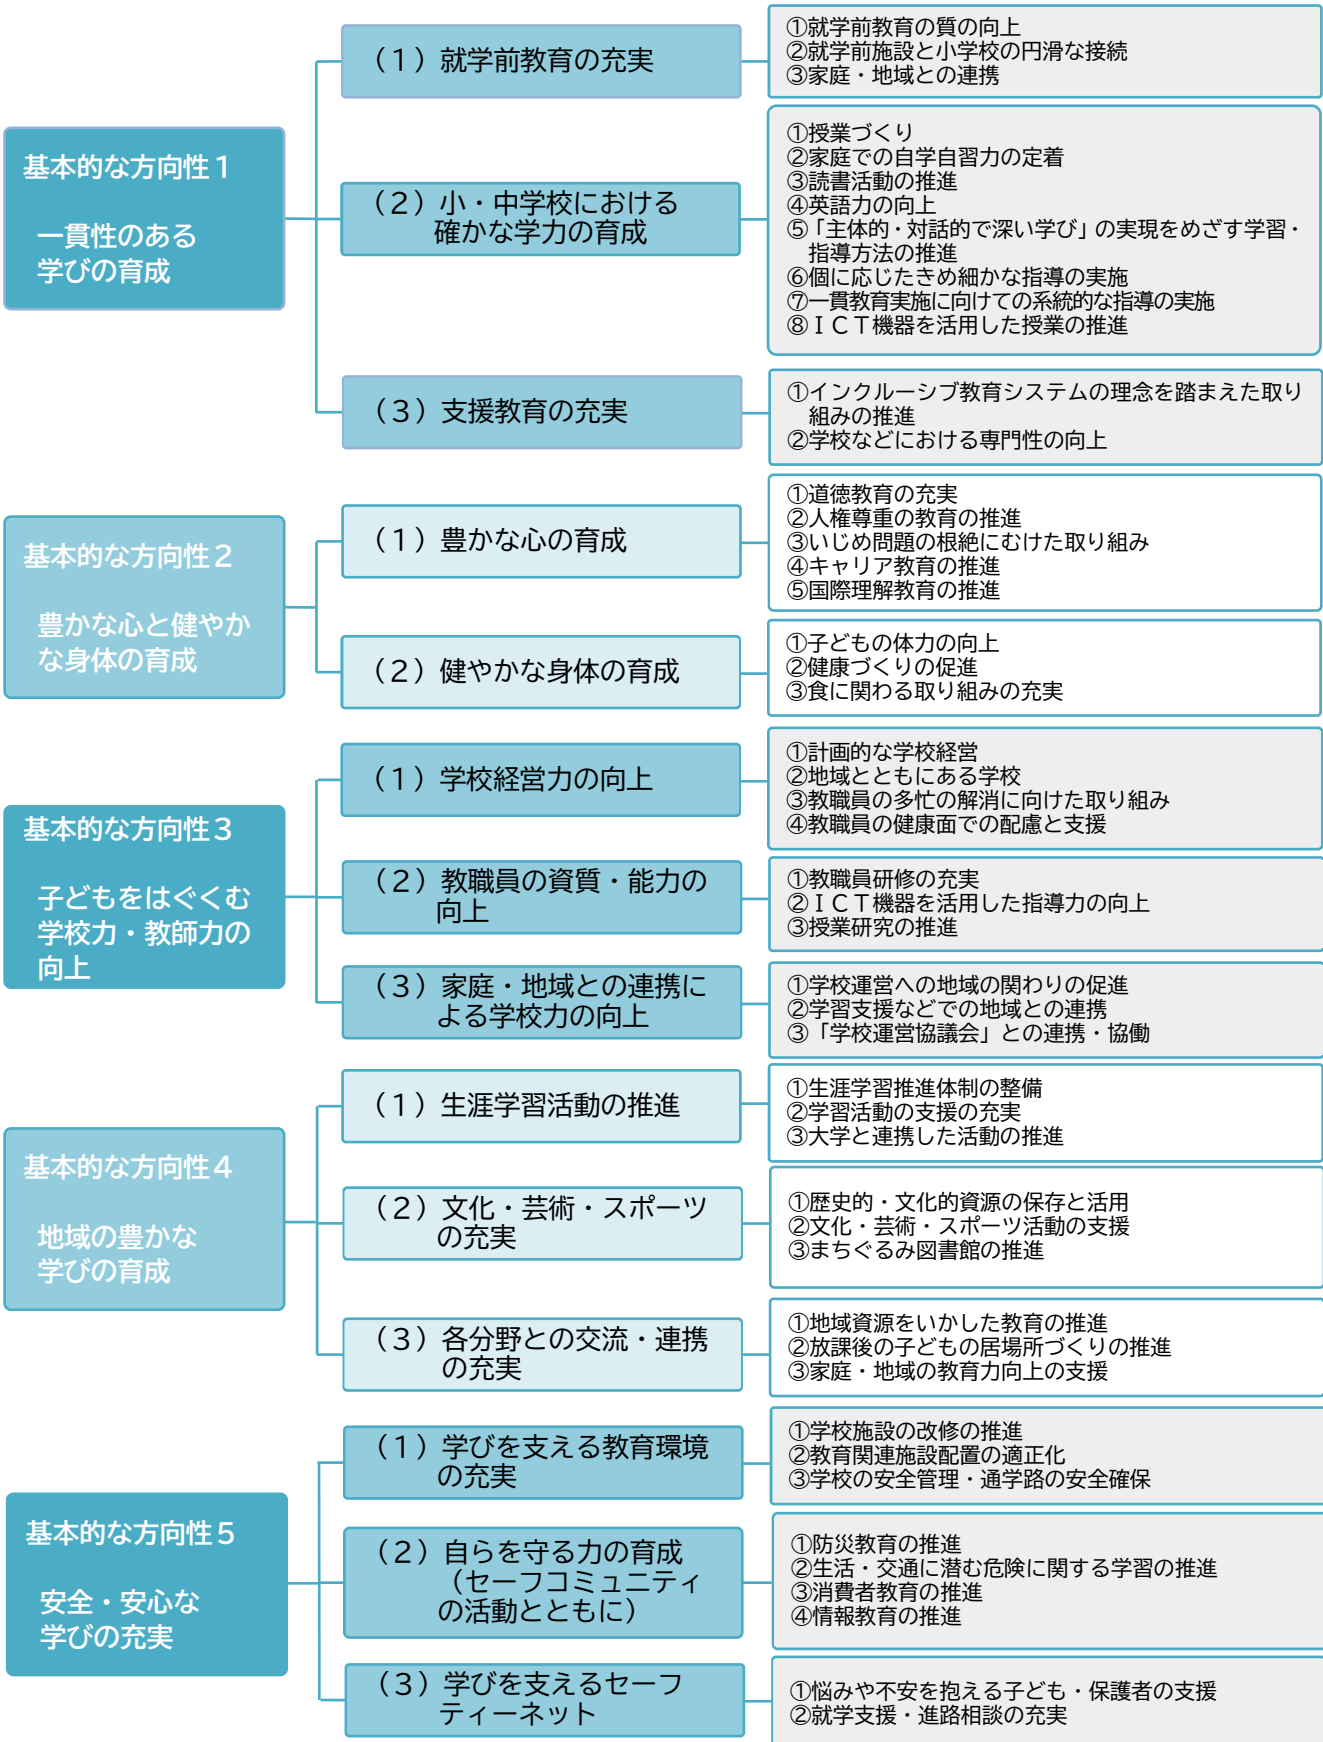 基本的な方向性１
一貫性のある
学びの育成
（１）就学前教育の充実
①就学前教育の質の向上
②就学前施設と小学校の円滑な接続
③家庭・地域との連携
（２）小・中学校における
確かな学力の育成
①授業づくり
②家庭での自学自習力の定着
③読書活動の推進
④英語力の向上
⑤「主体的・対話的で深い学び」の実現をめざす学習・
指導方法の推進
⑥個に応じたきめ細かな指導の実施
⑦一貫教育実施に向けての系統的な指導の実施
⑧ＩＣＴ機器を活用した授業の推進
（３）支援教育の充実
①インクルーシブ教育システムの理念を踏まえた取り
組みの推進
②学校などにおける専門性の向上
基本的な方向性２
豊かな心と健やか
な身体の育成
（１）豊かな心の育成
①道徳教育の充実
②人権尊重の教育の推進
③いじめ問題の根絶にむけた取り組み
④キャリア教育の推進
⑤国際理解教育の推進
（２）健やかな身体の育成
①子どもの体力の向上
②健康づくりの促進
③食に関わる取り組みの充実
基本的な方向性３
子どもをはぐくむ
学校力・教師力の
向上
（１）学校経営力の向上
①計画的な学校経営
②地域とともにある学校
③教職員の多忙の解消に向けた取り組み
④教職員の健康面での配慮と支援
（２）教職員の資質・能力の
向上
①教職員研修の充実
②ＩＣＴ機器を活用した指導力の向上
③授業研究の推進
（３）家庭・地域との連携に
よる学校力の向上
①学校運営への地域の関わりの促進
②学習支援などでの地域との連携
③「学校運営協議会」との連携・協働
基本的な方向性４
地域の豊かな
学びの育成
（１）生涯学習活動の推進
①生涯学習推進体制の整備
②学習活動の支援の充実
③大学と連携した活動の推進
（２）文化・芸術・スポーツ
の充実
①歴史的・文化的資源の保存と活用
②文化・芸術・スポーツ活動の支援
③まちぐるみ図書館の推進
（３）各分野との交流・連携
の充実
①地域資源をいかした教育の推進
②放課後の子どもの居場所づくりの推進
③家庭・地域の教育力向上の支援
基本的な方向性５
安全・安心な
学びの充実
（１）学びを支える教育環境
の充実
①学校施設の改修の推進
②教育関連施設配置の適正化
③学校の安全管理・通学路の安全確保
（２）自らを守る力の育成
（セーフコミュニティ
の活動とともに）
①防災教育の推進
②生活・交通に潜む危険に関する学習の推進
③消費者教育の推進
④情報教育の推進
（３）学びを支えるセーフ
ティーネット
①悩みや不安を抱える子ども・保護者の支援
②就学支援・進路相談の充実